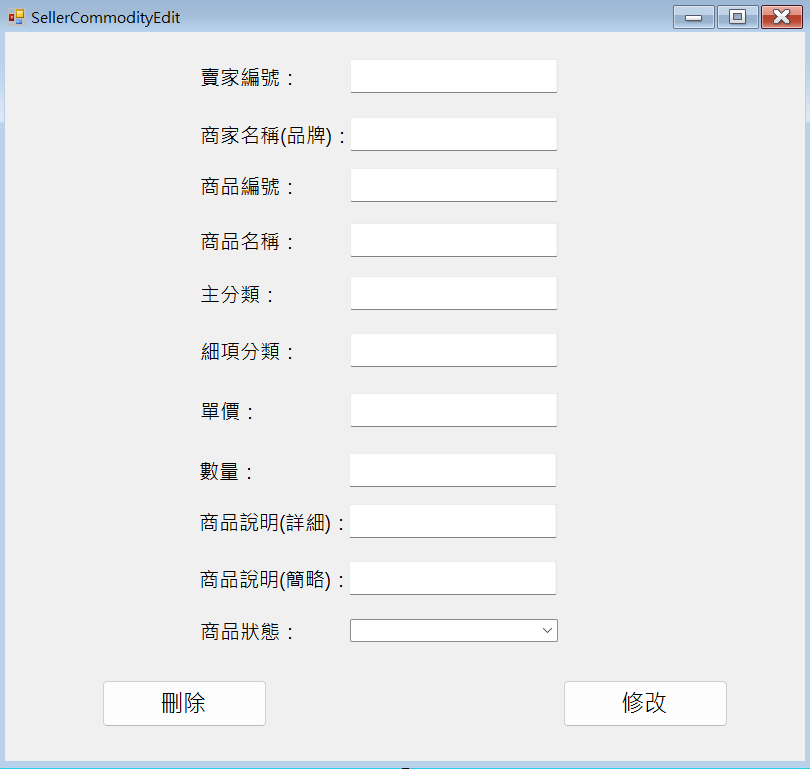 SellerCommodityEdit
賣家編號：
商家名稱(品牌)：
商品編號：
商品名稱：
主分類：
細項分類：
單價：
數量：
商品說明(詳細)：
商品說明(簡略)：
商品狀態：
刪除 修改